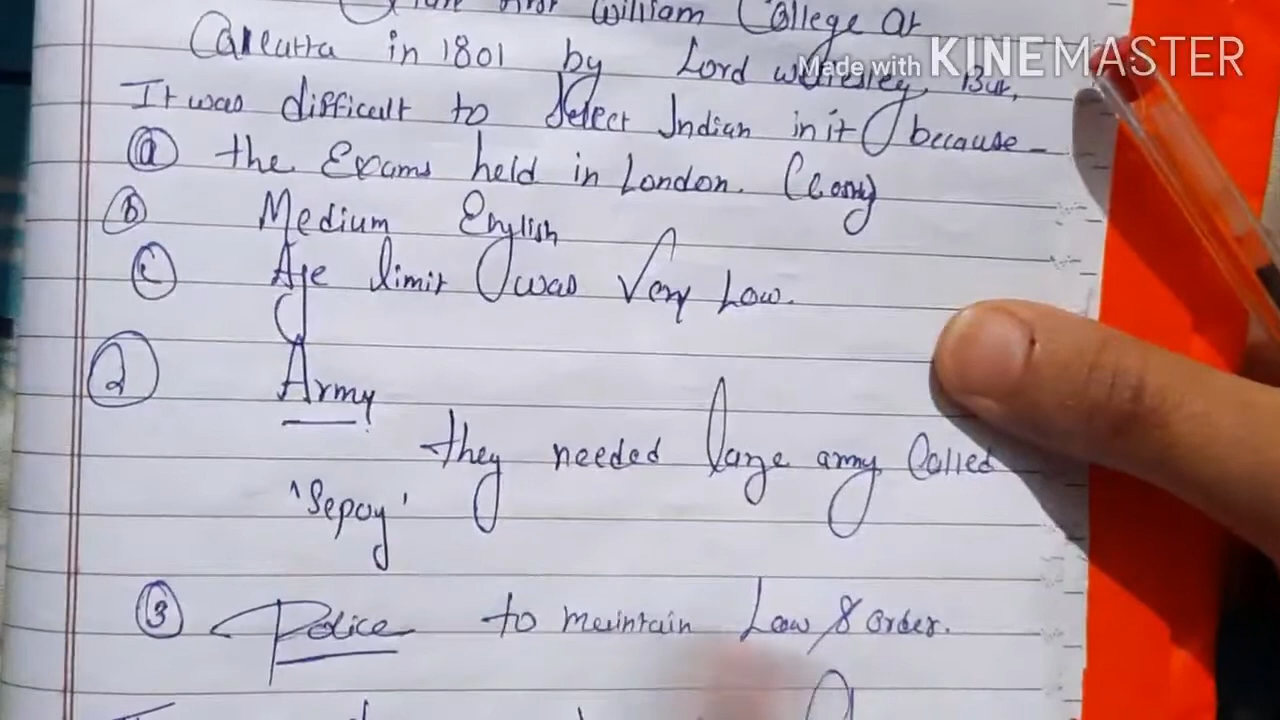 William College at
Calcutta in 1801 by Lord Wellesley, But,
Made with KINEMASTER
It was difficult to select Indian in it because -
(a) the Exams held in London.
(b) Medium English
(c) Age limit was Very Low.
(2) Army
they needed large army Called
'Sepoy'
(3) Police to maintain Law & order.